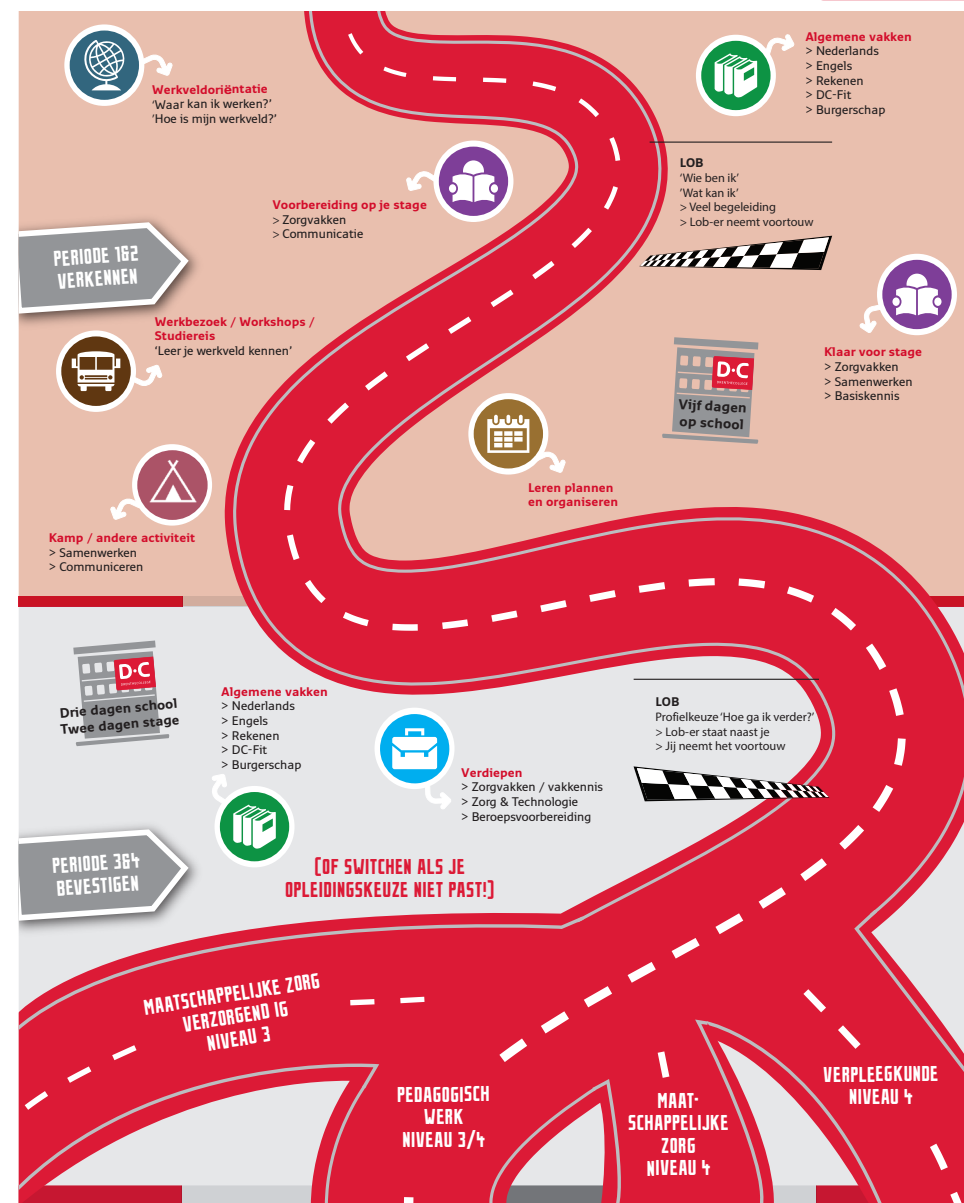 Werkveldoriëntatie
'Waar kan ik werken?'
'Hoe is mijn werkveld?'
Algemene vakken
> Nederlands
> Engels
> Rekenen
> DC-Fit
> Burgerschap
LOB
'Wie ben ik'
'Wat kan ik'
> Veel begeleiding
> Lob-er neemt voortouw
Voorbereiding op je stage
> Zorgvakken
> Communicatie
PERIODE 1&2
VERKENNEN
Werkbezoek / Workshops /
Studiereis
'Leer je werkveld kennen'
Klaar voor stage
> Zorgvakken
> Samenwerken
> Basiskennis
D·C
DRENTHECOLLEGE
Vijf dagen
op school
Leren plannen
en organiseren
Kamp / andere activiteit
> Samenwerken
> Communiceren
D·C
DRENTHECOLLEGE
Drie dagen school
Twee dagen stage
Algemene vakken
> Nederlands
> Engels
> Rekenen
> DC-Fit
> Burgerschap
LOB
Profielkeuze 'Hoe ga ik verder?'
> Lob-er staat naast je
> Jij neemt het voortouw
Verdiepen
> Zorgvakken / vakkennis
> Zorg & Technologie
> Beroepsvoorbereiding
PERIODE 3&4
BEVESTIGEN
(OF SWITCHEN ALS JE
OPLEIDINGSKEUZE NIET PAST!)
MAATSCHAPPELIJKE ZORG
VERZORGEND IG
NIVEAU 3
PEDAGOGISCH
WERK
NIVEAU 3/4
MAAT-
SCHAPPELIJKE
ZORG
NIVEAU 4
VERPLEEGKUNDE
NIVEAU 4